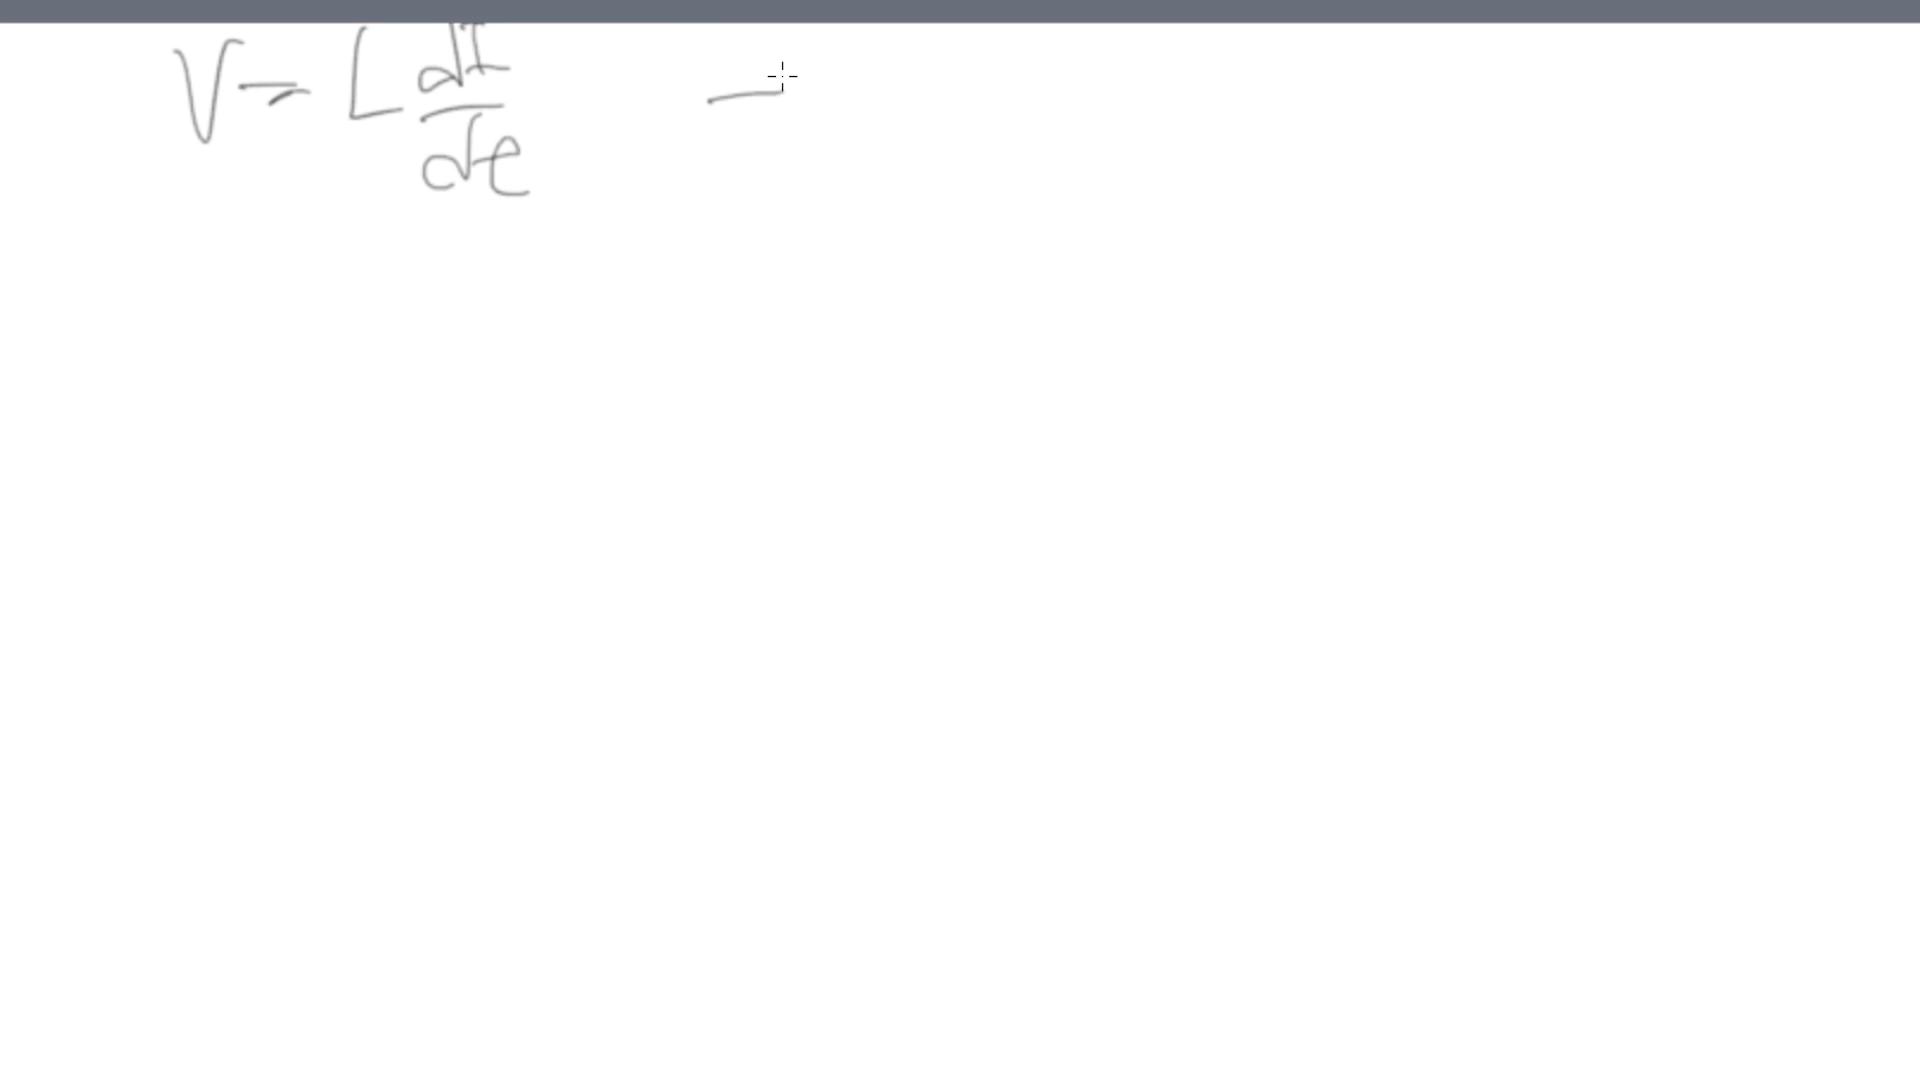 V = L dI/dt —